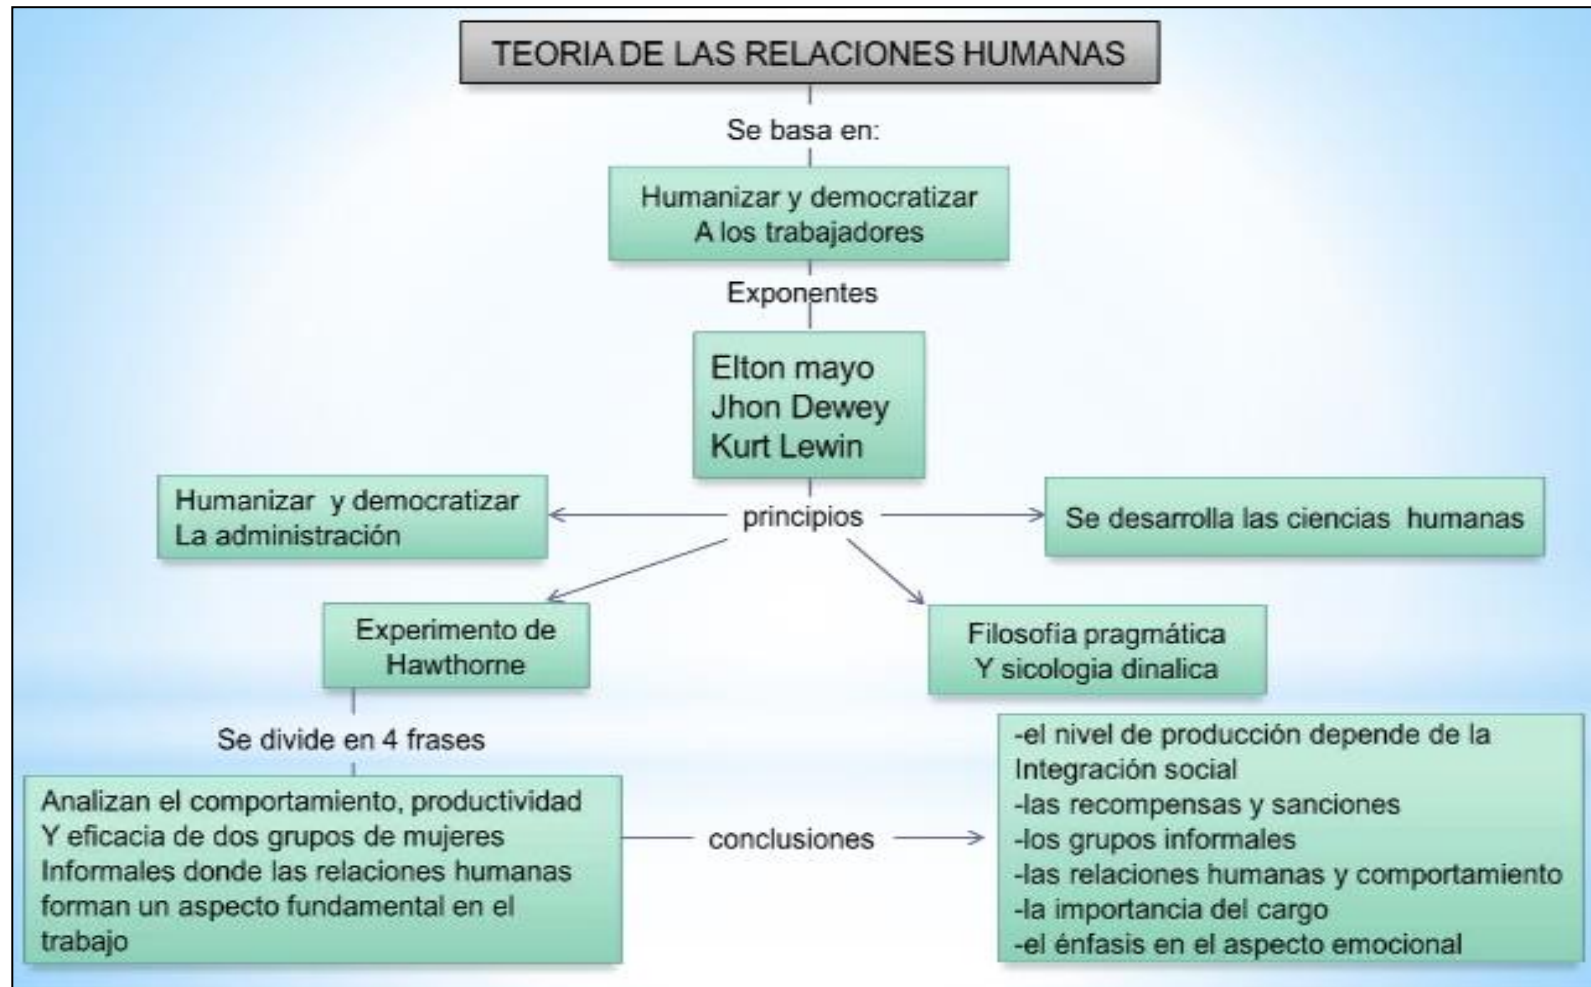 TEORIA DE LAS RELACIONES HUMANAS
Se basa en:
Humanizar y democratizar
A los trabajadores
Exponentes
Elton mayo
Jhon Dewey
Kurt Lewin
principios
Humanizar y democratizar
La administración
Se desarrolla las ciencias humanas
Experimento de
Hawthorne
Filosofía pragmática
Y sicologia dinalica
Se divide en 4 frases
Analizan el comportamiento, productividad
Y eficacia de dos grupos de mujeres
Informales donde las relaciones humanas
forman un aspecto fundamental en el
trabajo
conclusiones
-el nivel de producción depende de la
Integración social
-las recompensas y sanciones
-los grupos informales
-las relaciones humanas y comportamiento
-la importancia del cargo
-el énfasis en el aspecto emocional